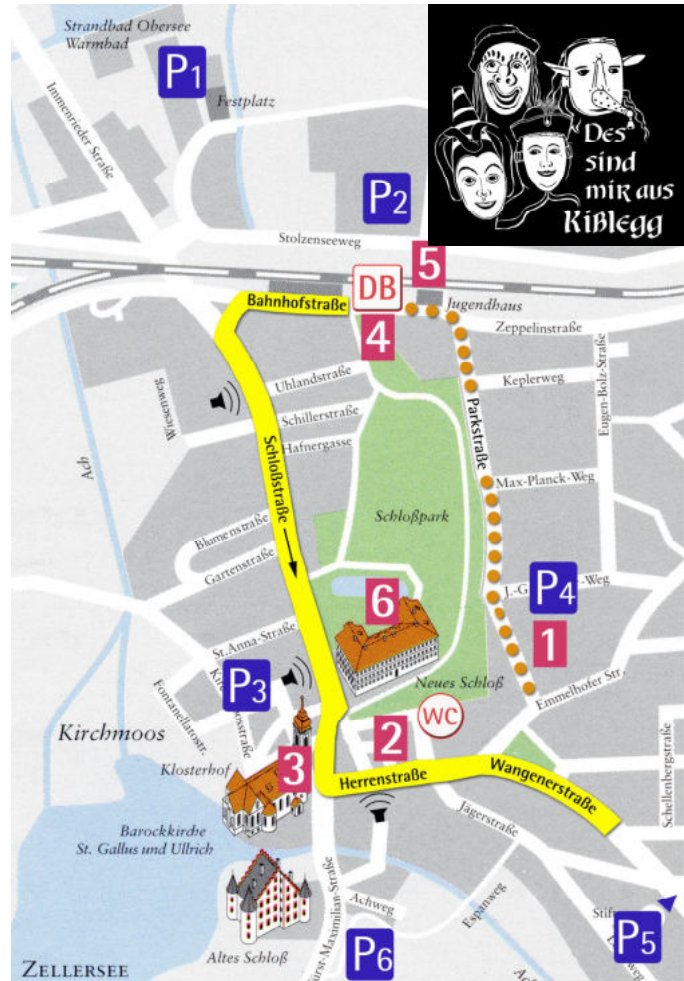 Strandbad Obersee
Warmbad
P1
Immenrieder Straße
Festplatz
Des
sind
mir aus
Kißlegg
P2
Stolzenseeweg
5
DB
Bahnhofstraße
Jugendhaus
4
Zeppelinstraße
Uhlandstraße
Keplerweg
Eugen-Bolz-Straße
Wiesenweg
Schillerstraße
Parkstraße
Hafnergasse
Schloßstraße
Ach
Max-Planck-Weg
Schloßpark
Blumenstraße
Gartenstraße
6
P4
-Weg
1
St.Anna-Straße
Neues Schloß
Emmelhofer Str.
P3
Fontanellatostr.
WC
Kirchmoos
2
Klosterhof
3
Herrenstraße
Wangenerstraße
Schellenbergstraße
Barockkirche
St. Gallus und Ullrich
Jägerstraße
Achweg
Espanweg
P5
Altes Schloß
P6
ZELLERSEE